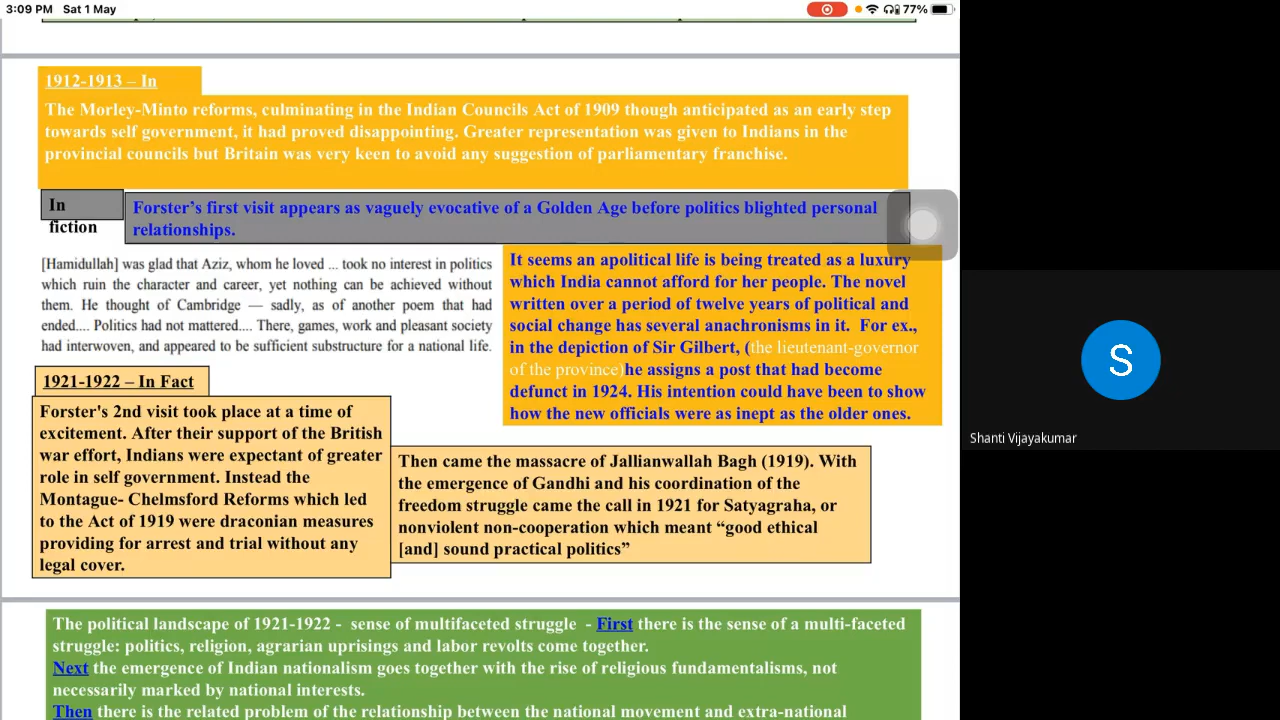 3:09 PM Sat 1 May
77%
1912-1913 – In
The Morley-Minto reforms, culminating in the Indian Councils Act of 1909 though anticipated as an early step
towards self government, it had proved disappointing. Greater representation was given to Indians in the
provincial councils but Britain was very keen to avoid any suggestion of parliamentary franchise.
In
fiction
Forster's first visit appears as vaguely evocative of a Golden Age before politics blighted personal
relationships.
[Hamidullah] was glad that Aziz, whom he loved ... took no interest in politics
which ruin the character and career, yet nothing can be achieved without
them. He thought of Cambridge — sadly, as of another poem that had
ended.... Politics had not mattered.... There, games, work and pleasant society
had interwoven, and appeared to be sufficient substructure for a national life.
It seems an apolitical life is being treated as a luxury
which India cannot afford for her people. The novel
written over a period of twelve years of political and
social change has several anachronisms in it. For ex.,
in the depiction of Sir Gilbert, (the lieutenant-governor
of the province)he assigns a post that had become
defunct in 1924. His intention could have been to show
how the new officials were as inept as the older ones.
1921-1922 – In Fact
Forster's 2nd visit took place at a time of
excitement. After their support of the British
war effort, Indians were expectant of greater
role in self government. Instead the
Montague- Chelmsford Reforms which led
to the Act of 1919 were draconian measures
providing for arrest and trial without any
legal cover.
Then came the massacre of Jallianwallah Bagh (1919). With
the emergence of Gandhi and his coordination of the
freedom struggle came the call in 1921 for Satyagraha, or
nonviolent non-cooperation which meant “good ethical
[and] sound practical politics”
The political landscape of 1921-1922 - sense of multifaceted struggle - First there is the sense of a multi-faceted
struggle: politics, religion, agrarian uprisings and labor revolts come together.
Next the emergence of Indian nationalism goes together with the rise of religious fundamentalisms, not
necessarily marked by national interests.
Then there is the related problem of the relationship between the national movement and extra-national
S
Shanti Vijayakumar